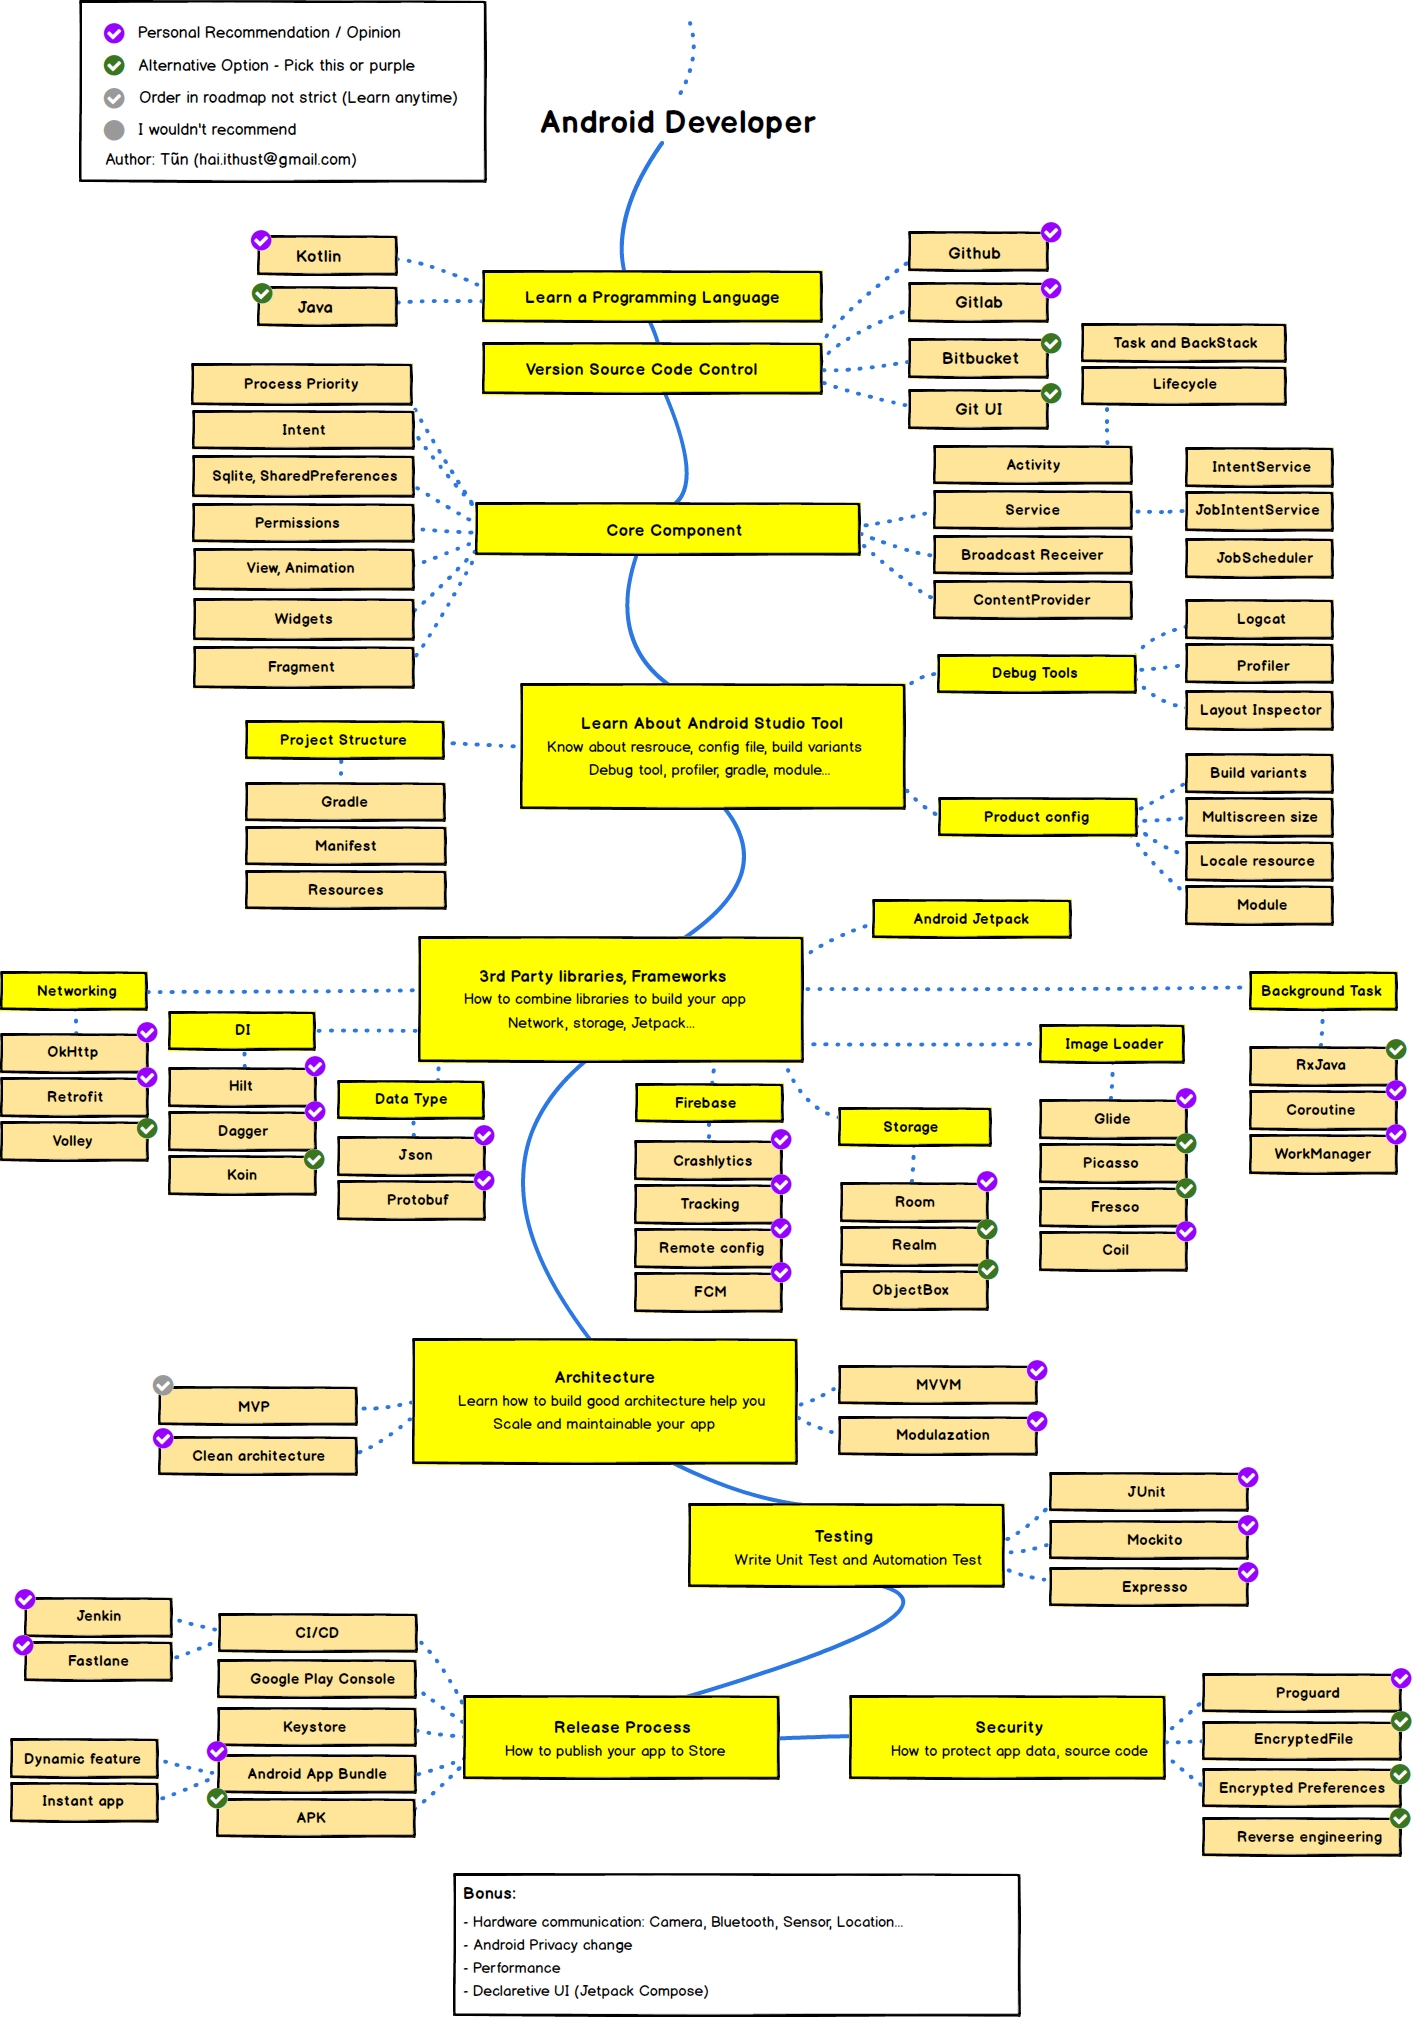 Personal Recommendation / Opinion
Alternative Option - Pick this or purple
Order in roadmap not strict (Learn anytime)
I wouldn't recommend
Author: Tũn (hai.ithust@gmail.com)
Android Developer
Kotlin
Java
Learn a Programming Language
Version Source Code Control
Github
Gitlab
Bitbucket
Git UI
Task and BackStack
Lifecycle
Process Priority
Intent
Sqlite, SharedPreferences
Permissions
View, Animation
Widgets
Fragment
Core Component
Activity
Service
Broadcast Receiver
ContentProvider
IntentService
JobIntentService
JobScheduler
Learn About Android Studio Tool
Know about resrouce, config file, build variants
Debug tool, profiler, gradle, module...
Debug Tools
Logcat
Profiler
Layout Inspector
Project Structure
Gradle
Manifest
Resources
Product config
Build variants
Multiscreen size
Locale resource
Module
Android Jetpack
3rd Party libraries, Frameworks
How to combine libraries to build your app
Network, storage, Jetpack...
Networking
OkHttp
Retrofit
Volley
DI
Hilt
Dagger
Koin
Data Type
Json
Protobuf
Firebase
Crashlytics
Tracking
Remote config
FCM
Storage
Room
Realm
ObjectBox
Image Loader
Glide
Picasso
Fresco
Coil
Background Task
RxJava
Coroutine
WorkManager
Architecture
Learn how to build good architecture help you
Scale and maintainable your app
MVP
Clean architecture
MVVM
Modulazation
Testing
Write Unit Test and Automation Test
JUnit
Mockito
Expresso
Jenkin
Fastlane
CI/CD
Google Play Console
Keystore
Android App Bundle
APK
Dynamic feature
Instant app
Release Process
How to publish your app to Store
Security
How to protect app data, source code
Proguard
EncryptedFile
Encrypted Preferences
Reverse engineering
Bonus:
- Hardware communication: Camera, Bluetooth, Sensor, Location...
- Android Privacy change
- Performance
- Declaretive UI (Jetpack Compose)